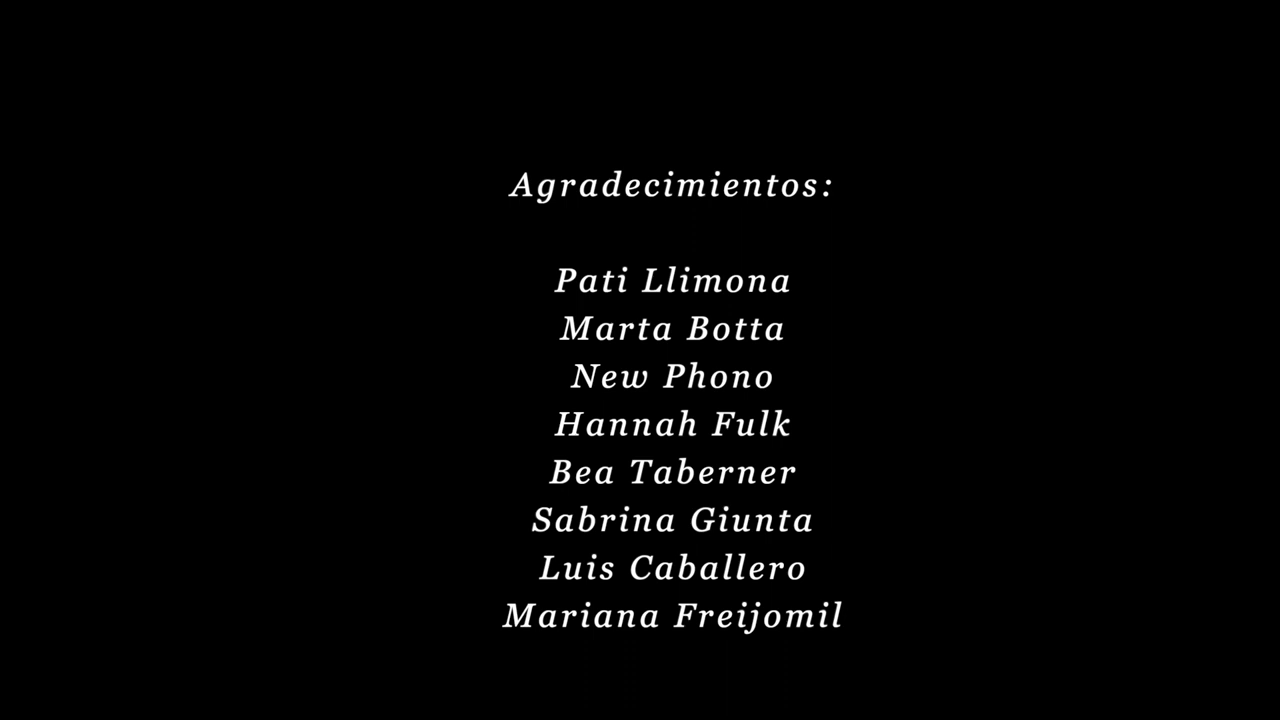 Agradecimientos:
Pati Llimona
Marta Botta
New Phono
Hannah Fulk
Bea Taberner
Sabrina Giunta
Luis Caballero
Mariana Freijomil